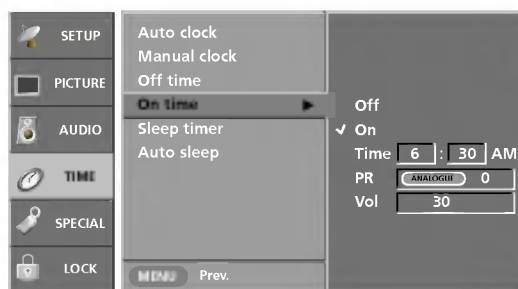 SETUP
PICTURE
AUDIO
TIME
SPECIAL
LOCK
Auto clock
Manual clock
Off time
On time
Sleep timer
Auto sleep
MENU Prev.
Off
On
Time 6 : 30 AM
PR ANALOGUE 0
Vol 30